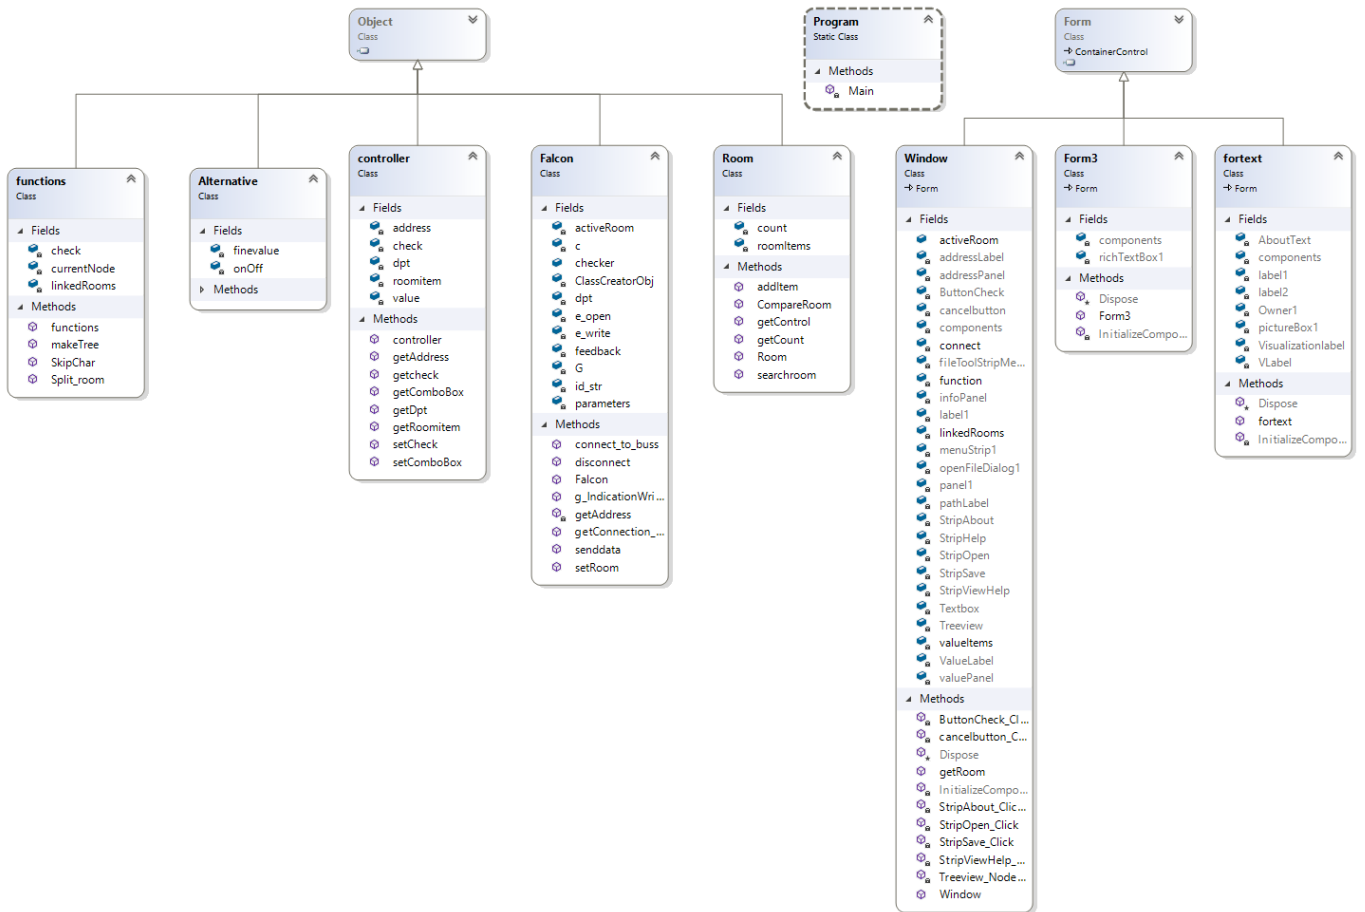 Object
Class
Program
Static Class
Methods
Main
Form
Class
ContainerControl
functions
Class
Fields
check
currentNode
linkedRooms
Methods
functions
makeTree
SkipChar
Split_room
Alternative
Class
Fields
finevalue
onOff
Methods
controller
Class
Fields
address
check
dpt
roomitem
value
Methods
controller
getAddress
getcheck
getComboBox
getDpt
getRoomitem
setCheck
setComboBox
Falcon
Class
Fields
activeRoom
c
checker
ClassCreatorObj
dpt
e_open
e_write
feedback
G
id_str
parameters
Methods
connect_to_buss
disconnect
Falcon
g_IndicationWri...
getAddress
getConnection_...
senddata
setRoom
Room
Class
Fields
count
roomItems
Methods
addItem
CompareRoom
getControl
getCount
Room
searchroom
Window
Class
Form
Fields
activeRoom
addressLabel
addressPanel
ButtonCheck
cancelbutton
components
connect
fileToolStripMe...
function
infoPanel
label1
linkedRooms
menuStrip1
openFileDialog1
panel1
pathLabel
StripAbout
StripHelp
StripOpen
StripSave
StripViewHelp
Textbox
Treeview
valueItems
ValueLabel
valuePanel
Methods
ButtonCheck_Cl...
cancelbutton_C...
Dispose
getRoom
InitializeCompo...
StripAbout_Clic...
StripOpen_Click
StripSave_Click
StripViewHelp_...
Treeview_Node...
Window
Form3
Class
Form
Fields
components
richTextBox1
Methods
Dispose
Form3
InitializeCompo...
fortext
Class
Form
Fields
AboutText
components
label1
label2
Owner1
pictureBox1
Visualizationlabel
VLabel
Methods
Dispose
fortext
InitializeCompo...